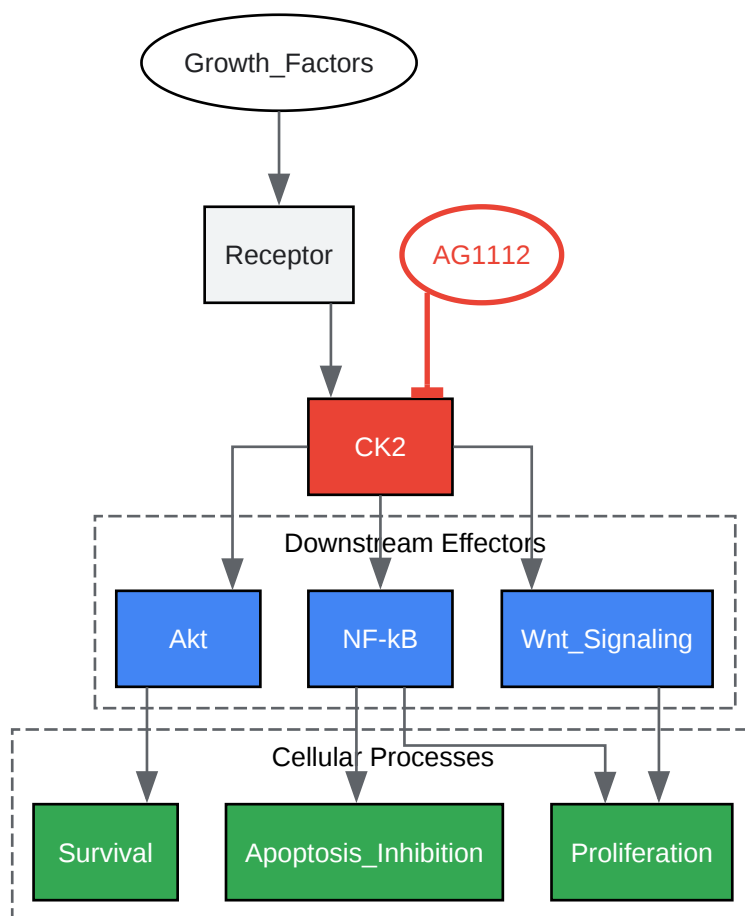 Growth_Factors
Receptor
AG1112
CK2
Downstream Effectors
Akt
NF-kB
Wnt_Signaling
Cellular Processes
Survival
Apoptosis_Inhibition
Proliferation